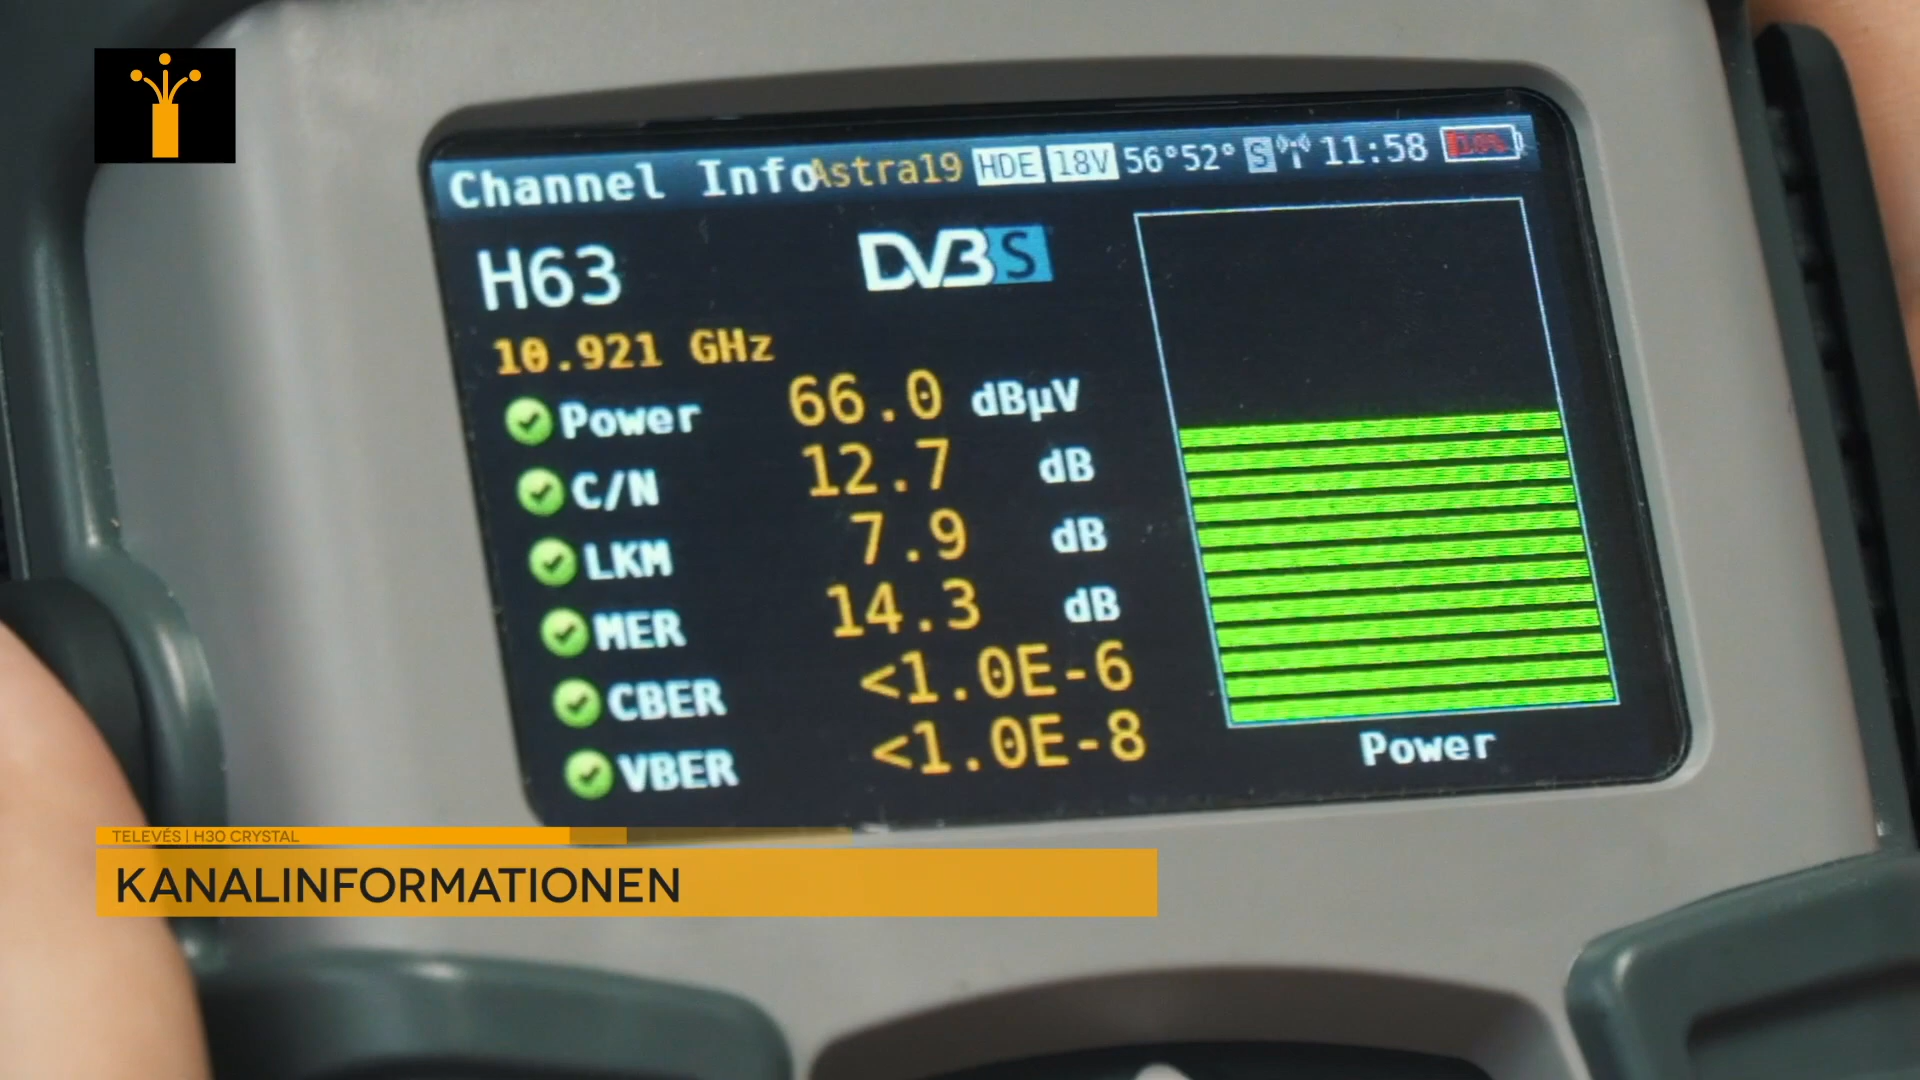 Channel Info Astra19 HDE 18V 56°52° S 11:58 10%
H63 DVB S
10.921 GHz
Power 66.0 dBµV
C/N 12.7 dB
LKM 7.9 dB
MER 14.3 dB
CBER <1.0E-6
VBER <1.0E-8
Power
TELEVÉS | H30 CRYSTAL
KANALINFORMATIONEN